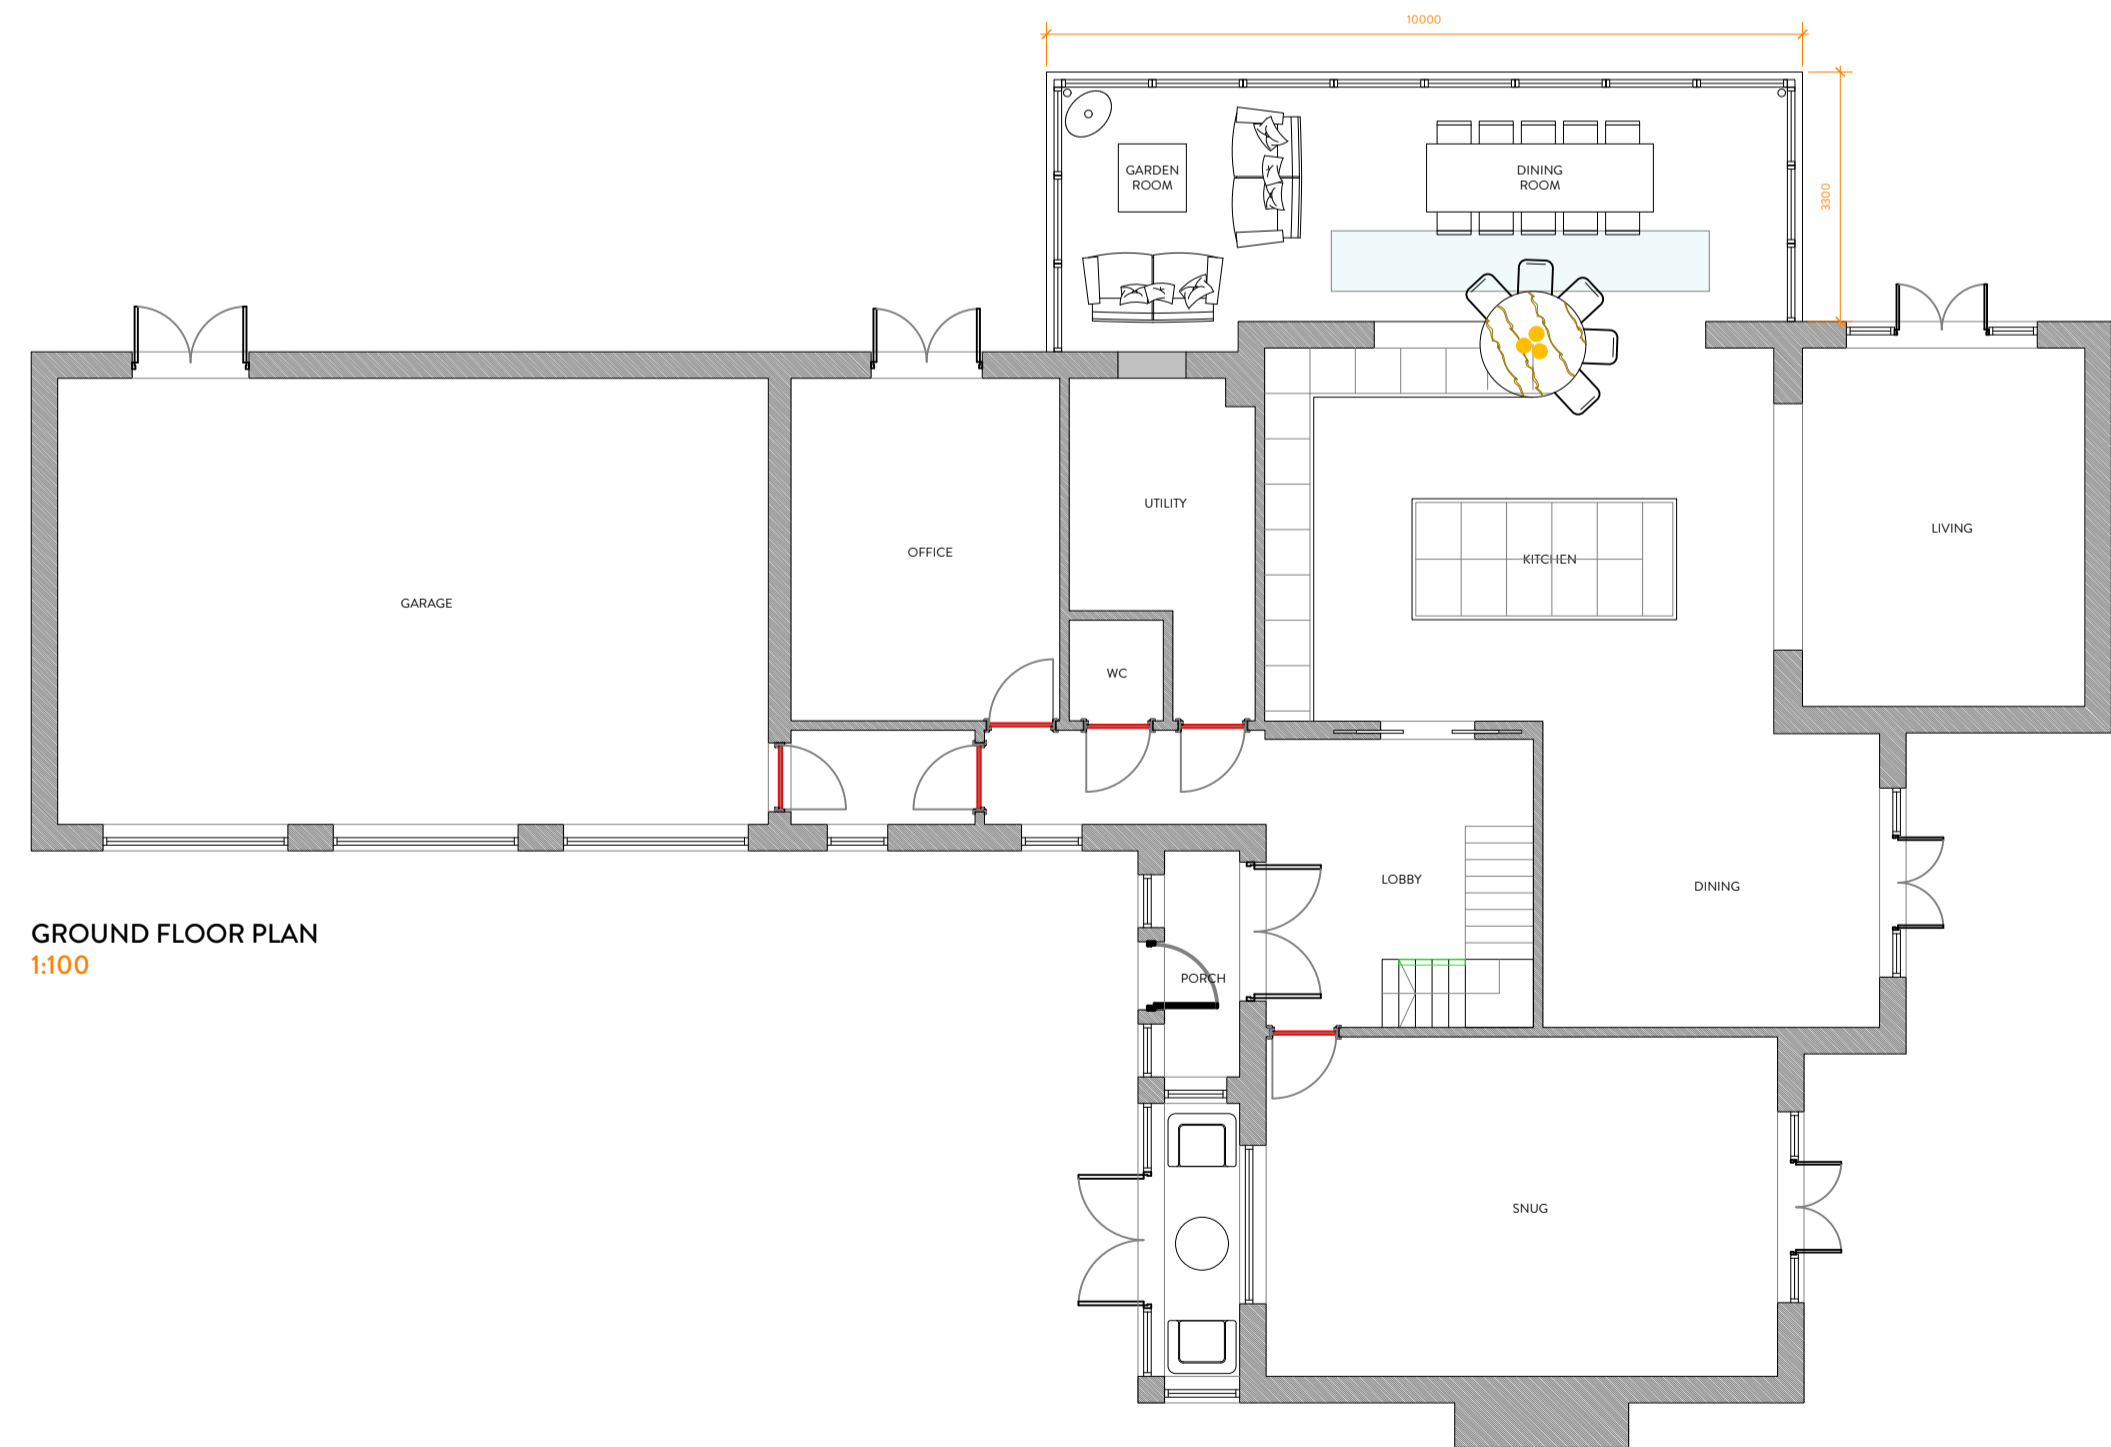 10000
GARDEN
ROOM
DINING
ROOM
3300
UTILITY
LIVING
OFFICE
KITCHEN
GARAGE
WC
LOBBY
DINING
GROUND FLOOR PLAN
1:100
PORCH
SNUG